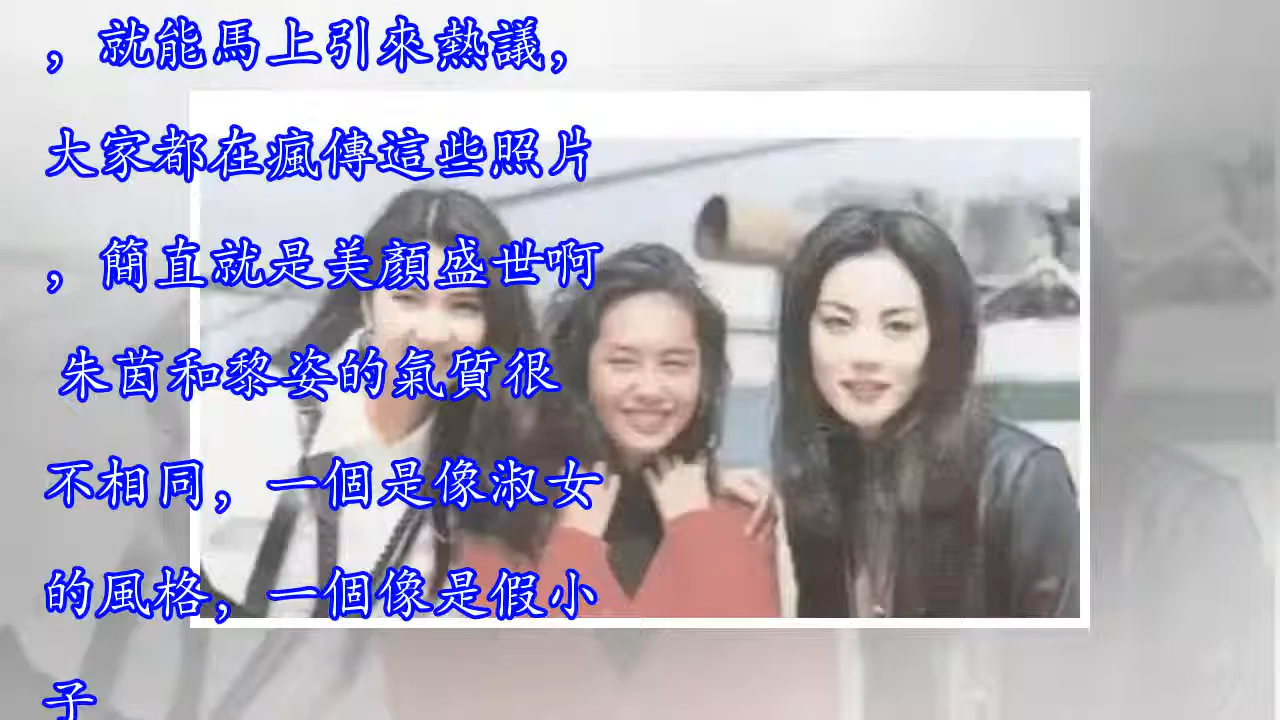 ，就能馬上引來熱議，
大家都在瘋傳這些照片
，簡直就是美顏盛世啊
朱茵和黎姿的氣質很
不相同，一個是像淑女
的風格，一個像是假小
子